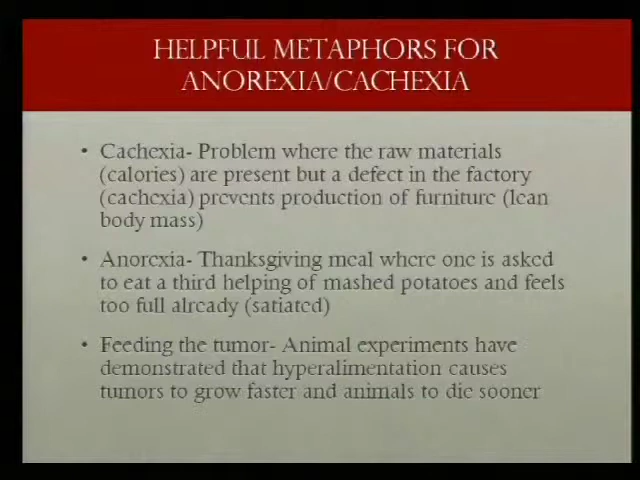 HELPFUL METAPHORS FOR
ANOREXIA/CACHEXIA
• Cachexia- Problem where the raw materials
(calories) are present but a defect in the factory
(cachexia) prevents production of furniture (lean
body mass)
• Anorexia- Thanksgiving meal where one is asked
to eat a third helping of mashed potatoes and feels
too full already (satiated)
• Feeding the tumor- Animal experiments have
demonstrated that hyperalimentation causes
tumors to grow faster and animals to die sooner